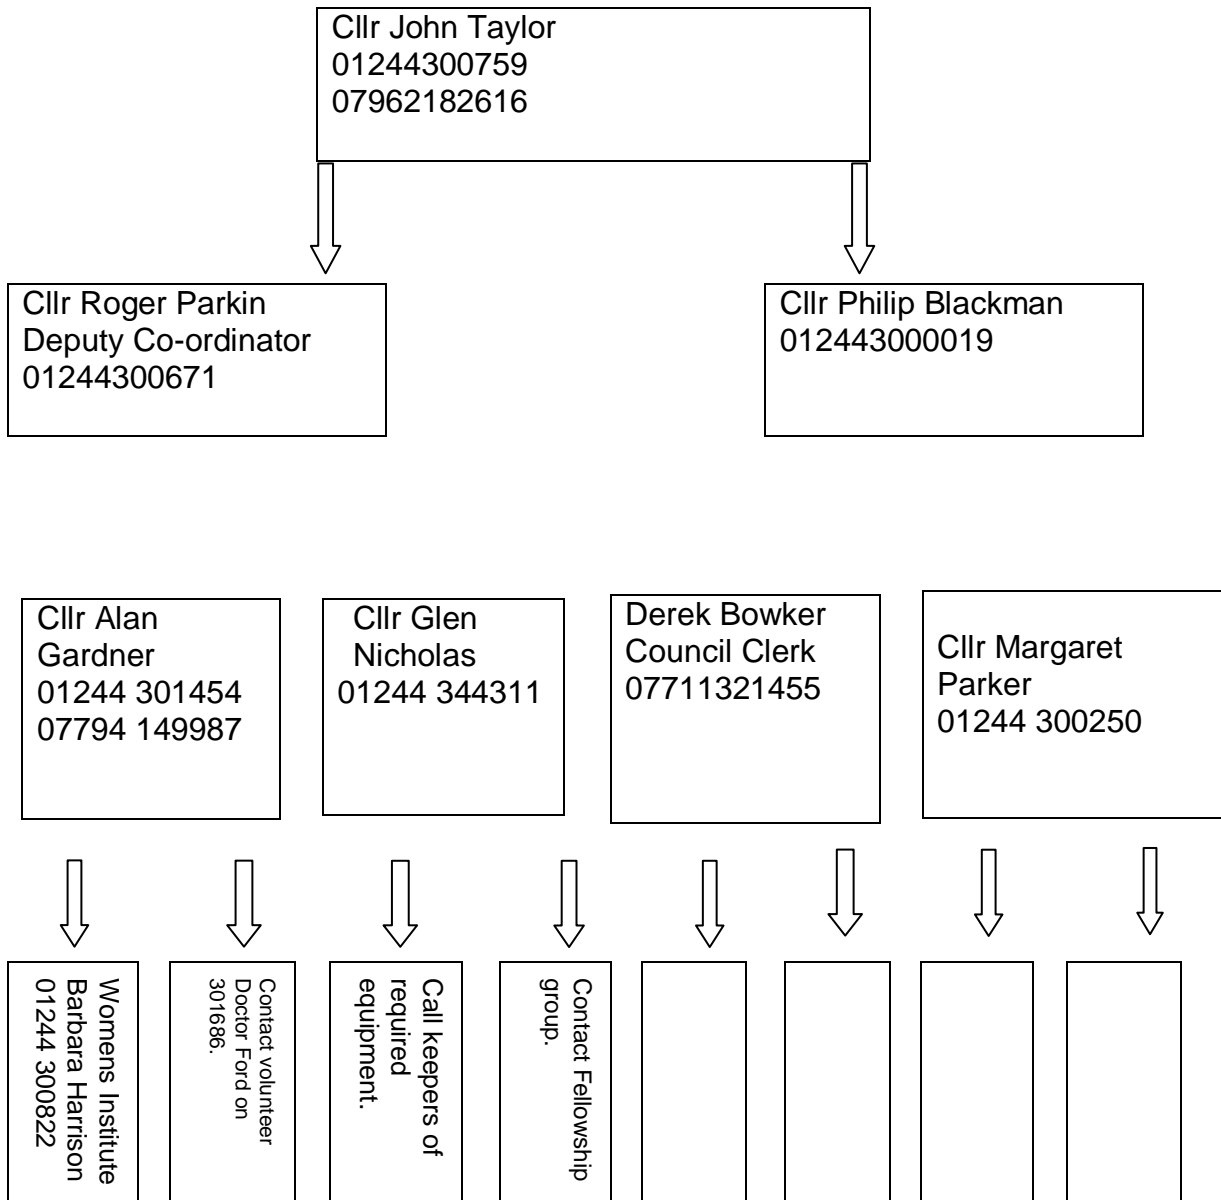 Cllr John Taylor
01244300759
07962182616
Cllr Roger Parkin
Deputy Co-ordinator
01244300671
Cllr Philip Blackman
012443000019
Cllr Alan
Gardner
01244 301454
07794 149987
Cllr Glen
Nicholas
01244 344311
Derek Bowker
Council Clerk
07711321455
Cllr Margaret
Parker
01244 300250
Womens Institute
Barbara Harrison
01244 300822
Contact volunteer
Doctor Ford on
301686.
Call keepers of
required
equipment.
Contact Fellowship
group.